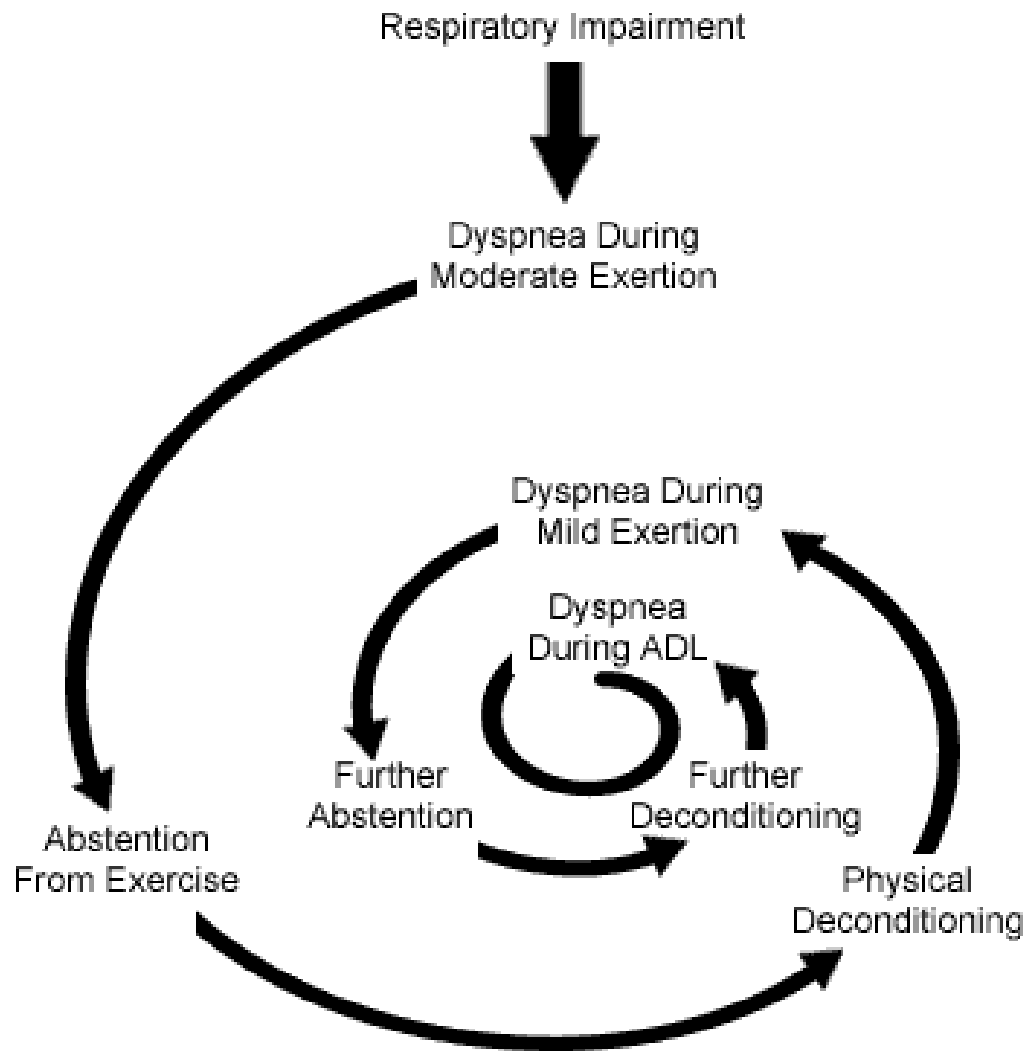 Respiratory Impairment
Dyspnea During
Moderate Exertion
Abstention
From Exercise
Physical
Deconditioning
Dyspnea During
Mild Exertion
Further
Abstention
Further
Deconditioning
Dyspnea
During ADL